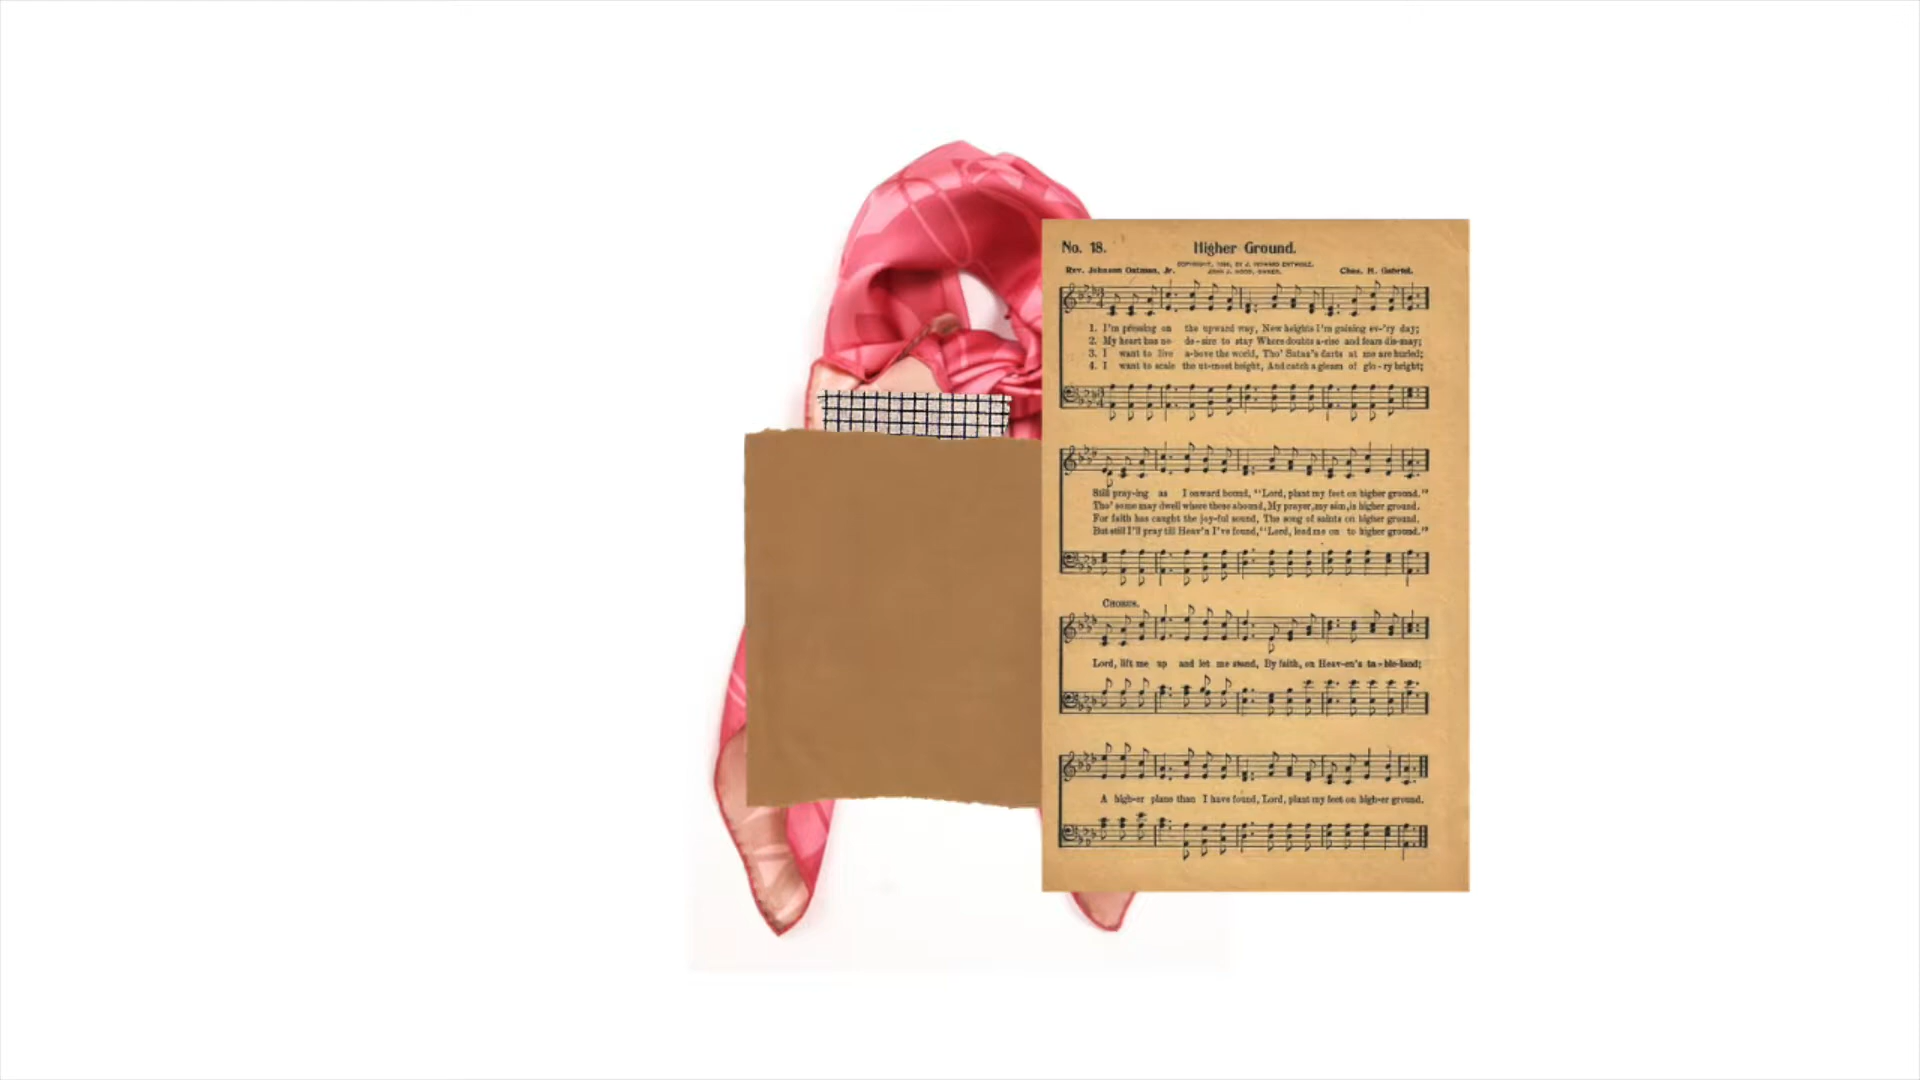 No. 18. Higher Ground.
COPYRIGHT, 1898, BY J. HOWARD ENTWISLE.
Rev. Johnson Oatman, Jr. JOHN J. HOOD, OWNER. Chas. H. Gabriel.
1. I'm pressing on the upward way, New heights I'm gaining ev-'ry day;
2. My heart has no de-sire to stay Where doubts a-rise and fears dis-may;
3. I want to live a-bove the world, Tho' Satan's darts at me are hurled;
4. I want to scale the ut-most height, And catch a gleam of glo-ry bright;
Still pray-ing as I onward bound, "Lord, plant my feet on higher ground."
Tho' some may dwell where these abound, My prayer, my aim, is higher ground.
For faith has caught the joy-ful sound, The song of saints on higher ground.
But still I'll pray till Heav'n I've found, "Lord, lead me on to higher ground."
CHORUS.
Lord, lift me up and let me stand, By faith, on Heav-en's ta-ble-land;
A high-er plane than I have found, Lord, plant my feet on high-er ground.